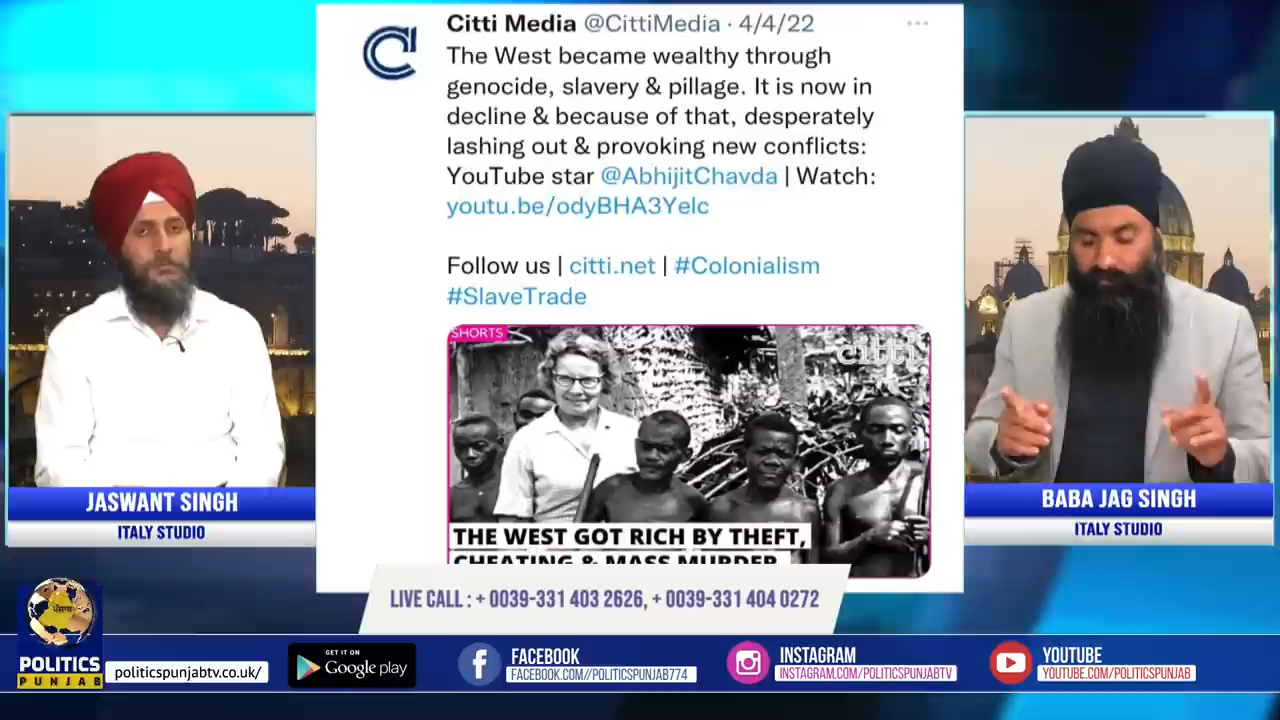 Citti Media @CittiMedia · 4/4/22
The West became wealthy through
genocide, slavery & pillage. It is now in
decline & because of that, desperately
lashing out & provoking new conflicts:
YouTube star @AbhijitChavda | Watch:
youtu.be/odyBHA3Yelc
Follow us | citti.net | #Colonialism
#SlaveTrade
SHORTS
citti
THE WEST GOT RICH BY THEFT,
CHEATING & MASS MURDER
JASWANT SINGH
ITALY STUDIO
BABA JAG SINGH
ITALY STUDIO
LIVE CALL : + 0039-331 403 2626, + 0039-331 404 0272
ਪੰਜਾਬ
POLITICS
PUNJAB
politicspunjabtv.co.uk/
GET IT ON
Google play
FACEBOOK
FACEBOOK.COM//POLITICSPUNJAB774
INSTAGRAM
INSTAGRAM.COM/POLITICSPUNJABTV
YOUTUBE
YOUTUBE.COM/POLITICSPUNJAB